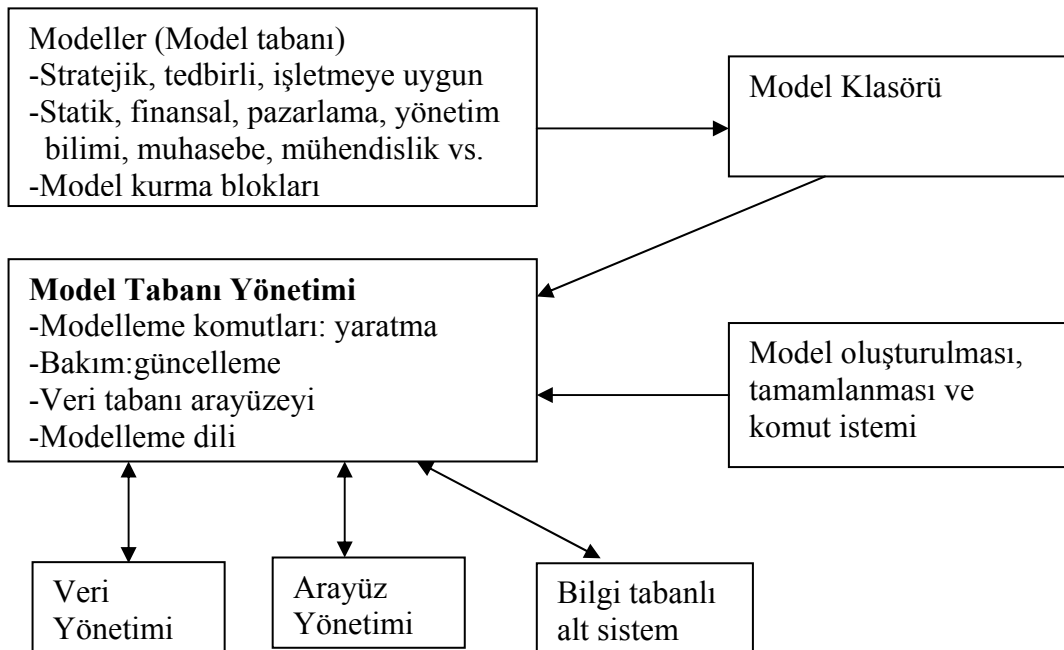 Modeller (Model tabanı)
-Stratejik, tedbirli, işletmeye uygun
-Statik, finansal, pazarlama, yönetim
bilimi, muhasebe, mühendislik vs.
-Model kurma blokları
Model Klasörü
Model Tabanı Yönetimi
-Modelleme komutları: yaratma
-Bakım:güncelleme
-Veri tabanı arayüzeyi
-Modelleme dili
Model oluşturulması,
tamamlanması ve
komut istemi
Veri
Yönetimi
Arayüz
Yönetimi
Bilgi tabanlı
alt sistem